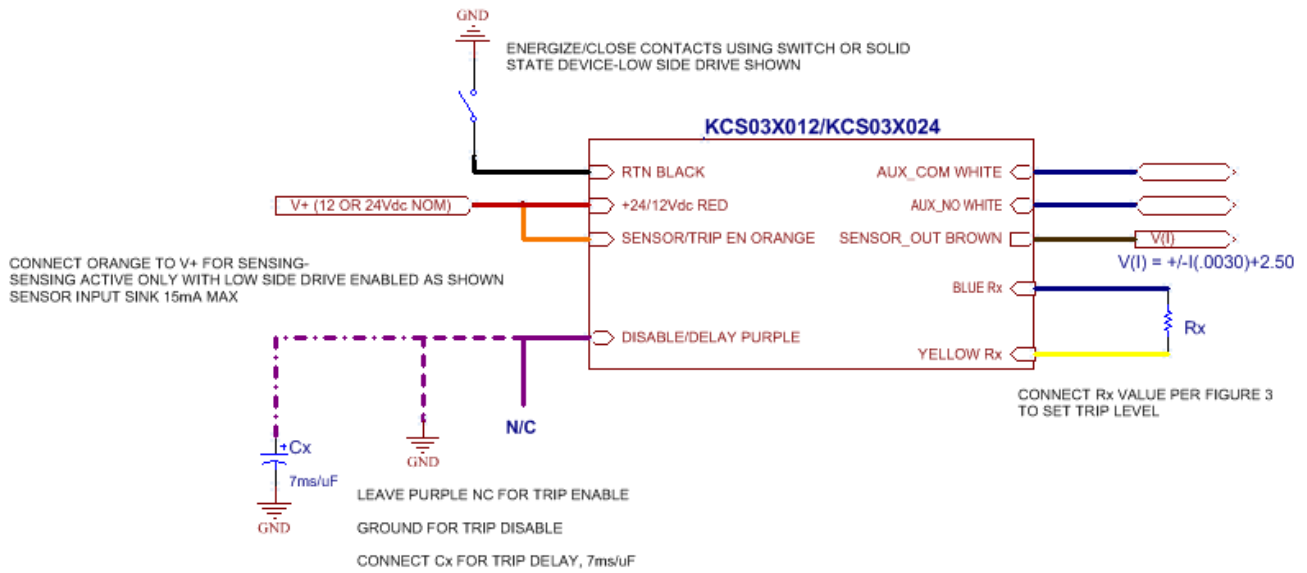 GND
ENERGIZE/CLOSE CONTACTS USING SWITCH OR SOLID
STATE DEVICE-LOW SIDE DRIVE SHOWN
KCS03X012/KCS03X024
RTN BLACK
AUX_COM WHITE
V+ (12 OR 24Vdc NOM)
+24/12Vdc RED
AUX_NO WHITE
SENSOR/TRIP EN ORANGE
SENSOR_OUT BROWN
V(I)
CONNECT ORANGE TO V+ FOR SENSING-
SENSING ACTIVE ONLY WITH LOW SIDE DRIVE ENABLED AS SHOWN
SENSOR INPUT SINK 15mA MAX
V(I) = +/-I(.0030)+2.50
BLUE Rx
Rx
DISABLE/DELAY PURPLE
YELLOW Rx
CONNECT Rx VALUE PER FIGURE 3
TO SET TRIP LEVEL
N/C
GND
+Cx
7ms/uF
GND
LEAVE PURPLE NC FOR TRIP ENABLE
GROUND FOR TRIP DISABLE
CONNECT Cx FOR TRIP DELAY, 7ms/uF